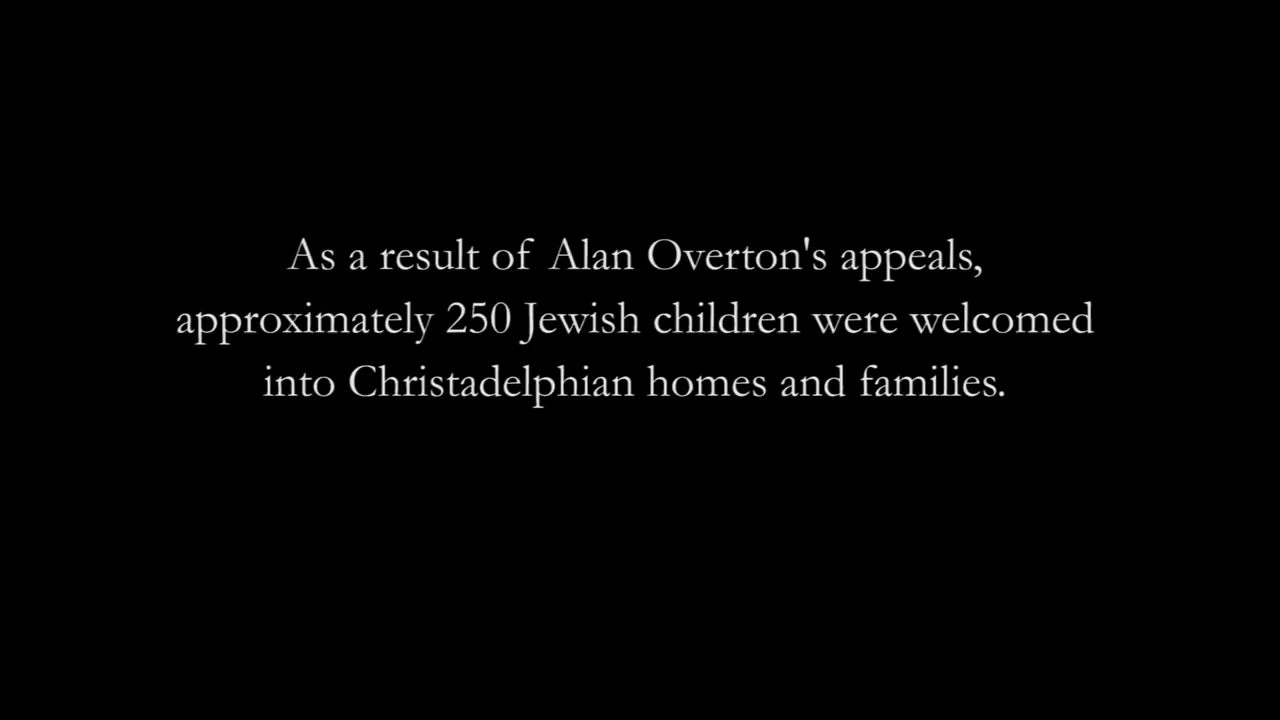 As a result of Alan Overton's appeals,
approximately 250 Jewish children were welcomed
into Christadelphian homes and families.